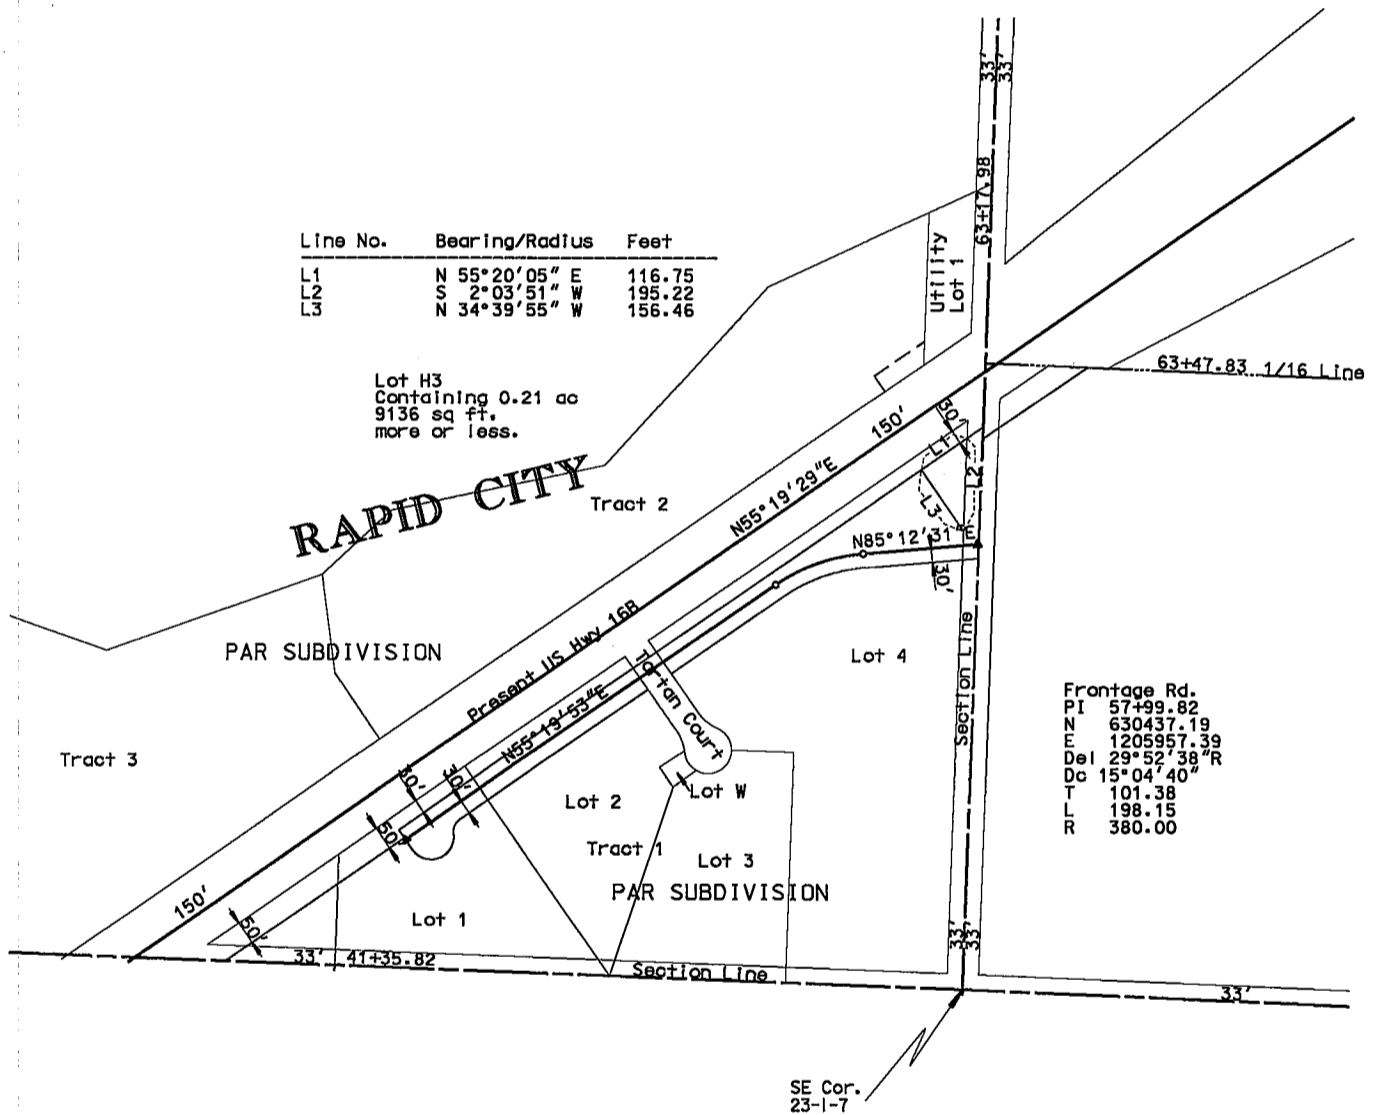 33'
33'
63+17.98
Line No. Bearing/Radius Feet
L1 N 55°20'05" E 116.75
L2 S 2°03'51" W 195.22
L3 N 34°39'55" W 156.46
Utility
Lot 1
63+47.83 1/16 Line
Lot H3
Containing 0.21 ac
9136 sq ft.
more or less.
30'
150'
L1
L2
RAPID CITY
Tract 2
N55°19'29"E
L3
N85°12'31"E
30'
PAR SUBDIVISION
Present US Hwy 16B
Tartan Court
Lot 4
Section Line
N55°19'53"E
Frontage Rd.
PI 57+99.82
N 630437.19
E 1205957.39
Del 29°52'38"R
Dc 15°04'40"
T 101.38
L 198.15
R 380.00
Tract 3
30'
Lot W
Lot 2
50'
Tract 1
Lot 3
PAR SUBDIVISION
150'
Lot 1
50'
33'
33'
33' 41+35.82
Section Line
33'
SE Cor.
23-1-7